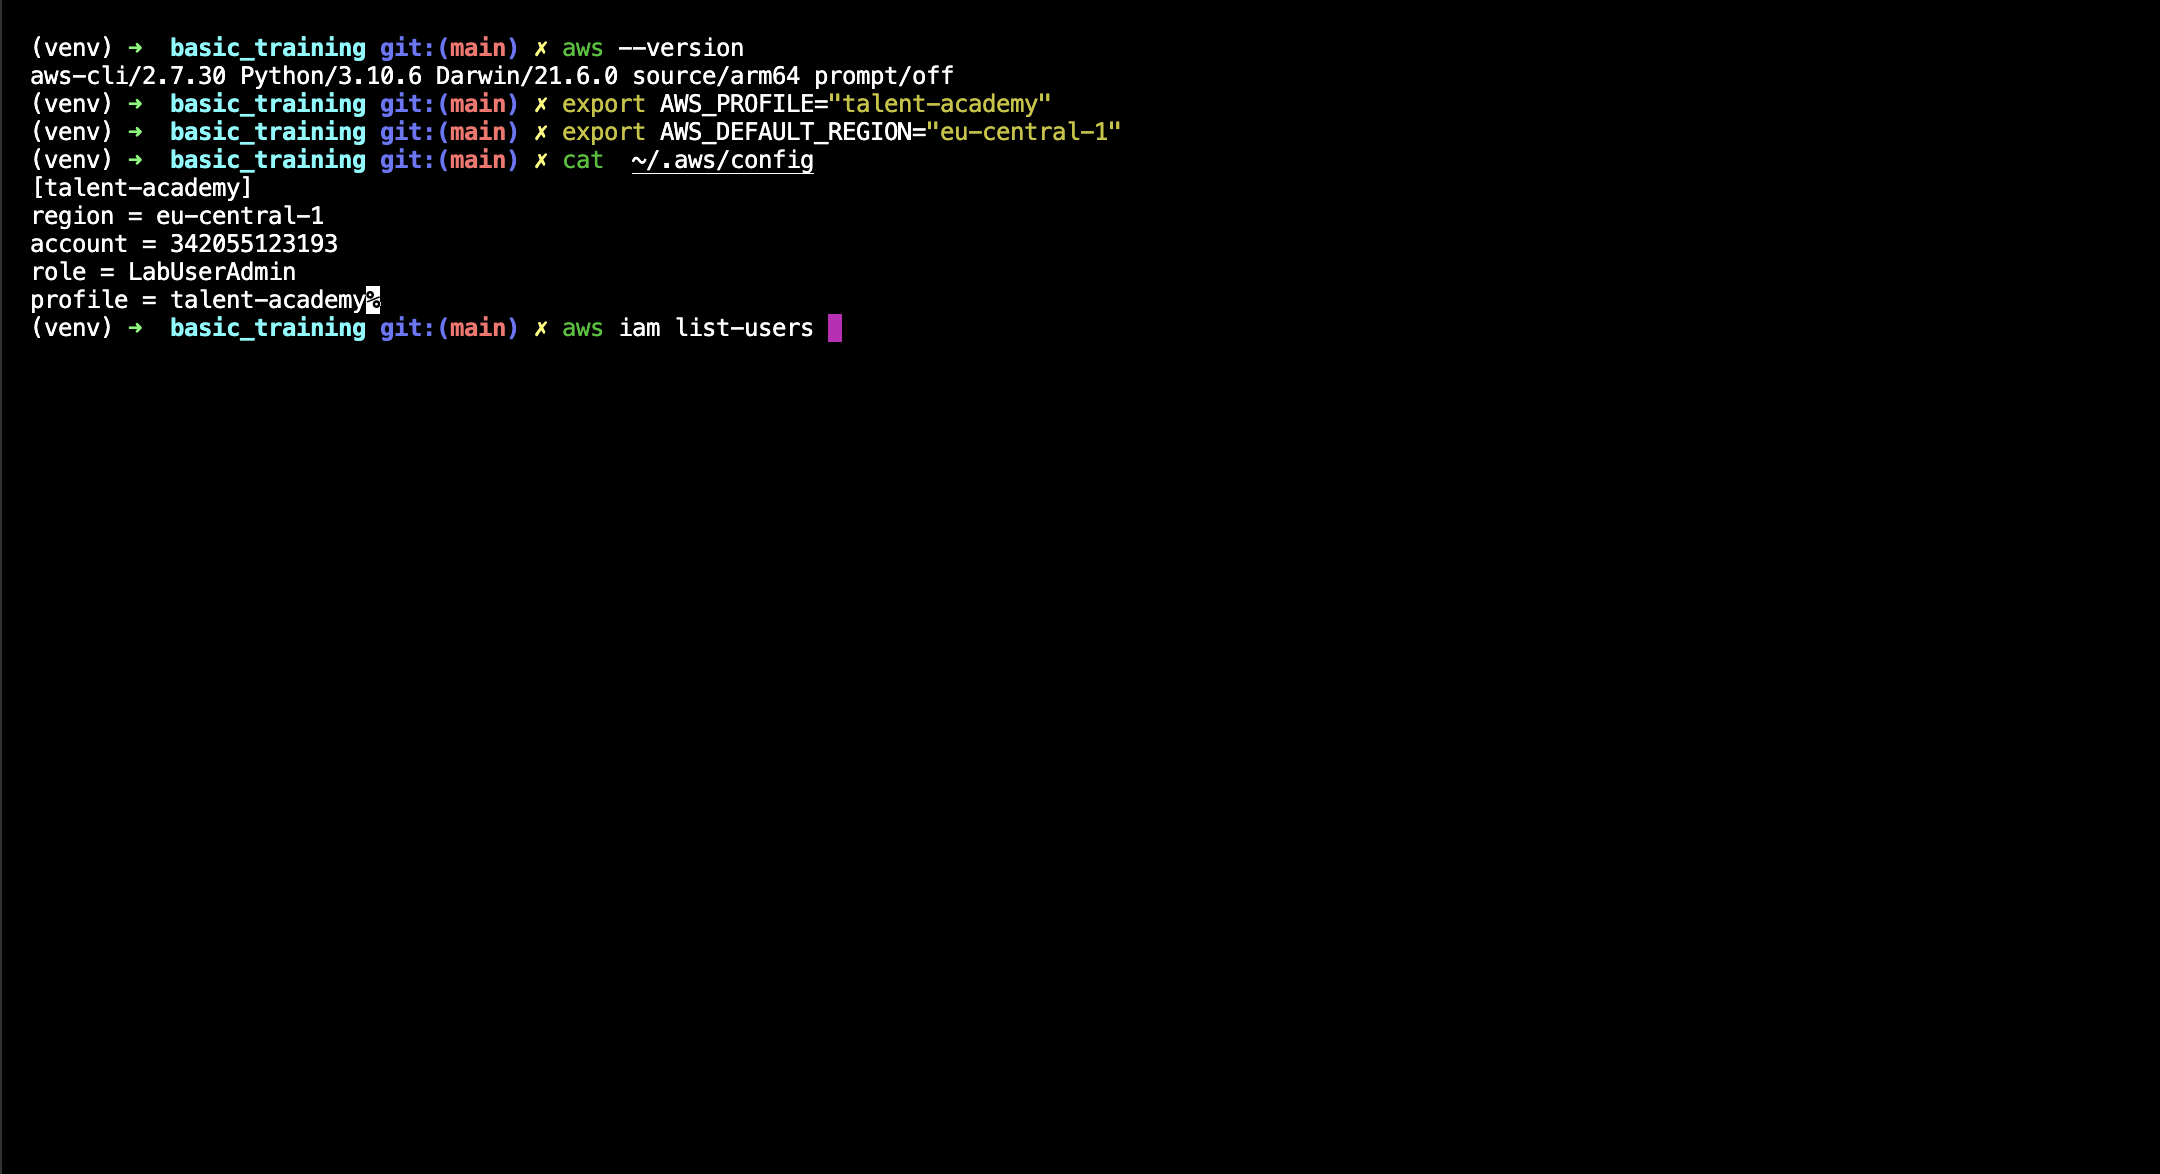 (venv) ➜  basic_training git:(main) ✗ aws --version
aws-cli/2.7.30 Python/3.10.6 Darwin/21.6.0 source/arm64 prompt/off
(venv) ➜  basic_training git:(main) ✗ export AWS_PROFILE="talent-academy"
(venv) ➜  basic_training git:(main) ✗ export AWS_DEFAULT_REGION="eu-central-1"
(venv) ➜  basic_training git:(main) ✗ cat  ~/.aws/config
[talent-academy]
region = eu-central-1
account = 342055123193
role = LabUserAdmin
profile = talent-academy%
(venv) ➜  basic_training git:(main) ✗ aws iam list-users